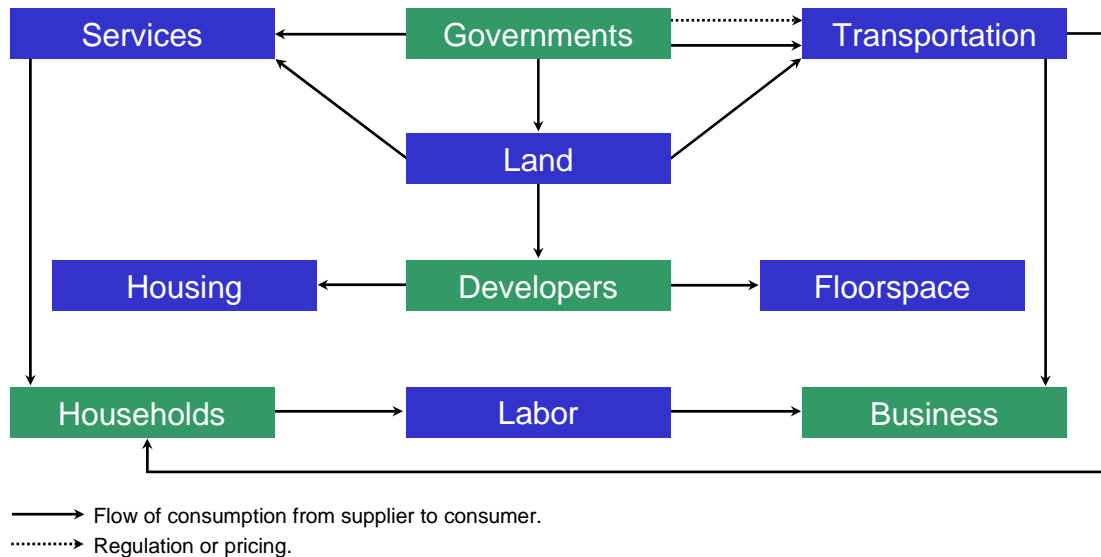 Services
Governments
Transportation
Land
Housing
Developers
Floorspace
Households
Labor
Business
Flow of consumption from supplier to consumer.
Regulation or pricing.